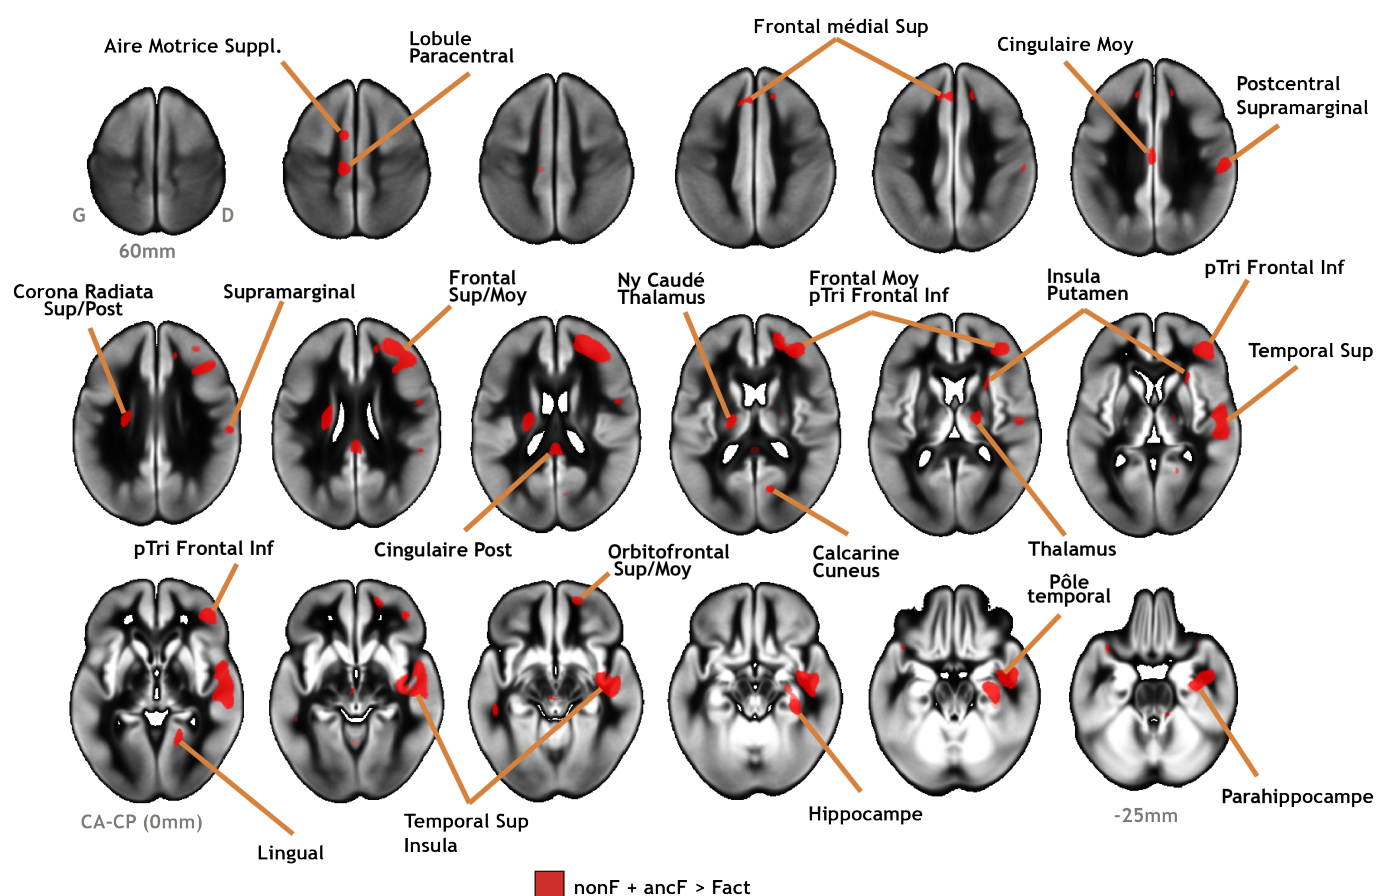 Aire Motrice Suppl.
Lobule
Paracentral
Frontal médial Sup
Cingulaire Moy
Postcentral
Supramarginal
G
D
60mm
Corona Radiata
Sup/Post
Supramarginal
Frontal
Sup/Moy
Ny Caudé
Thalamus
Frontal Moy
pTri Frontal Inf
Insula
Putamen
pTri Frontal Inf
Temporal Sup
pTri Frontal Inf
Cingulaire Post
Orbitofrontal
Sup/Moy
Calcarine
Cuneus
Thalamus
Pôle
temporal
CA-CP (0mm)
Lingual
Temporal Sup
Insula
Hippocampe
Parahippocampe
-25mm
nonF + ancF > Fact